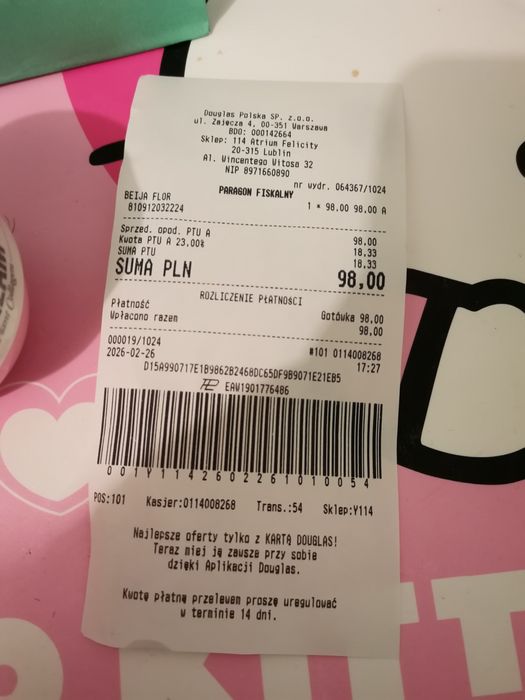 Douglas Polska SP. z.o.o.
ul. Zajęcza 4, 00-351 Warszawa
BDO: 000142664
Sklep: 114 Atrium Felicity
20-315 Lublin
Al. Wincentego Witosa 32
NIP 8971660890
nr wydr. 064367/1024
PARAGON FISKALNY
BEIJA FLOR 1 * 98.00 98.00 A
810912032224
Sprzed. opod. PTU A 98.00
Kwota PTU A 23,00% 18.33
SUMA PTU 18.33
SUMA PLN 98,00
ROZLICZENIE PŁATNOŚCI
Płatność Gotówka 98.00
Wpłacono razem 98.00
000019/1024 #101 0114008268
2026-02-26 17:27
D15A990717E1B9862B2468DC65DF9B9071E21EB5
EAW1901776486
001Y1142602261010054
POS:101 Kasjer:0114008268 Trans.:54 Sklep:Y114
Najlepsze oferty tylko z KARTĄ DOUGLAS!
Teraz miej ją zawsze przy sobie
dzięki Aplikacji Douglas.
Kwotę płatną przelewem proszę uregulować
w terminie 14 dni.